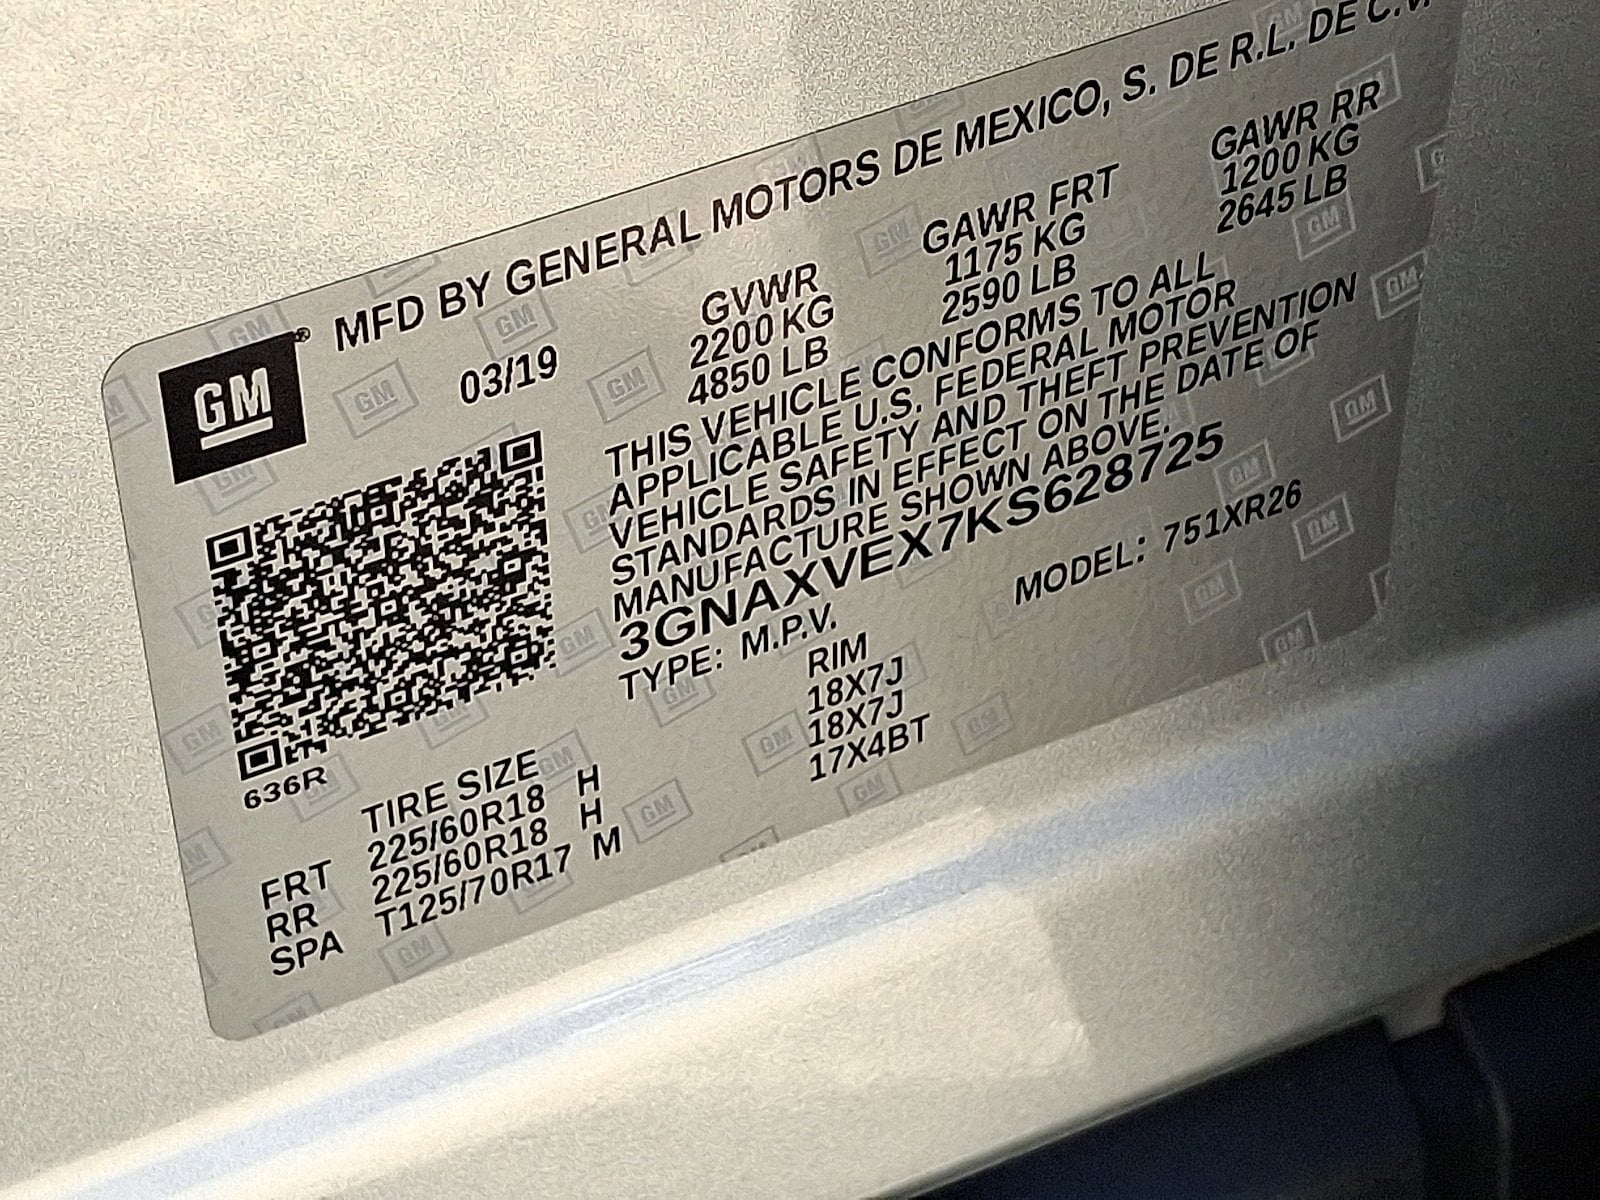 MFD BY GENERAL MOTORS DE MEXICO, S. DE R.L. DE C.V.
GM®
03/19
GVWR GAWR FRT GAWR RR
2200 KG 1175 KG 1200 KG
4850 LB 2590 LB 2645 LB
THIS VEHICLE CONFORMS TO ALL
APPLICABLE U.S. FEDERAL MOTOR
VEHICLE SAFETY AND THEFT PREVENTION
STANDARDS IN EFFECT ON THE DATE OF
MANUFACTURE SHOWN ABOVE.
3GNAXVEX7KS628725
TYPE: M.P.V. MODEL: 751XR26
636R
TIRE SIZE RIM
FRT 225/60R18 H 18X7J
RR 225/60R18 H 18X7J
SPA T125/70R17 M 17X4BT